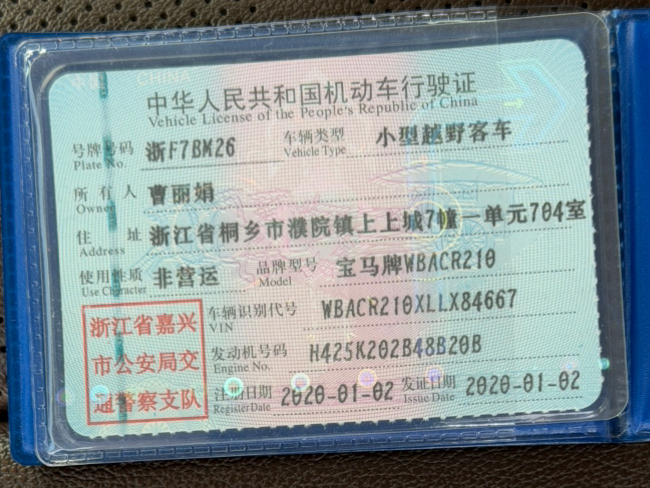 CHINA
中华人民共和国机动车行驶证
Vehicle License of the People's Republic of China
号牌号码 浙F7BM26 车辆类型 小型越野客车
Plate No. Vehicle Type
所有人 曹丽娟
Owner
住址 浙江省桐乡市濮院镇上上城7幢一单元704室
Address
使用性质 非营运 品牌型号 宝马牌WBACR210
Use Character Model
浙江省嘉兴 车辆识别代号 WBACR210XLLX84667
VIN
市公安局交 发动机号码 H425K202B48B20B
Engine No.
通警察支队 注册日期 2020-01-02 发证日期 2020-01-02
Register Date Issue Date